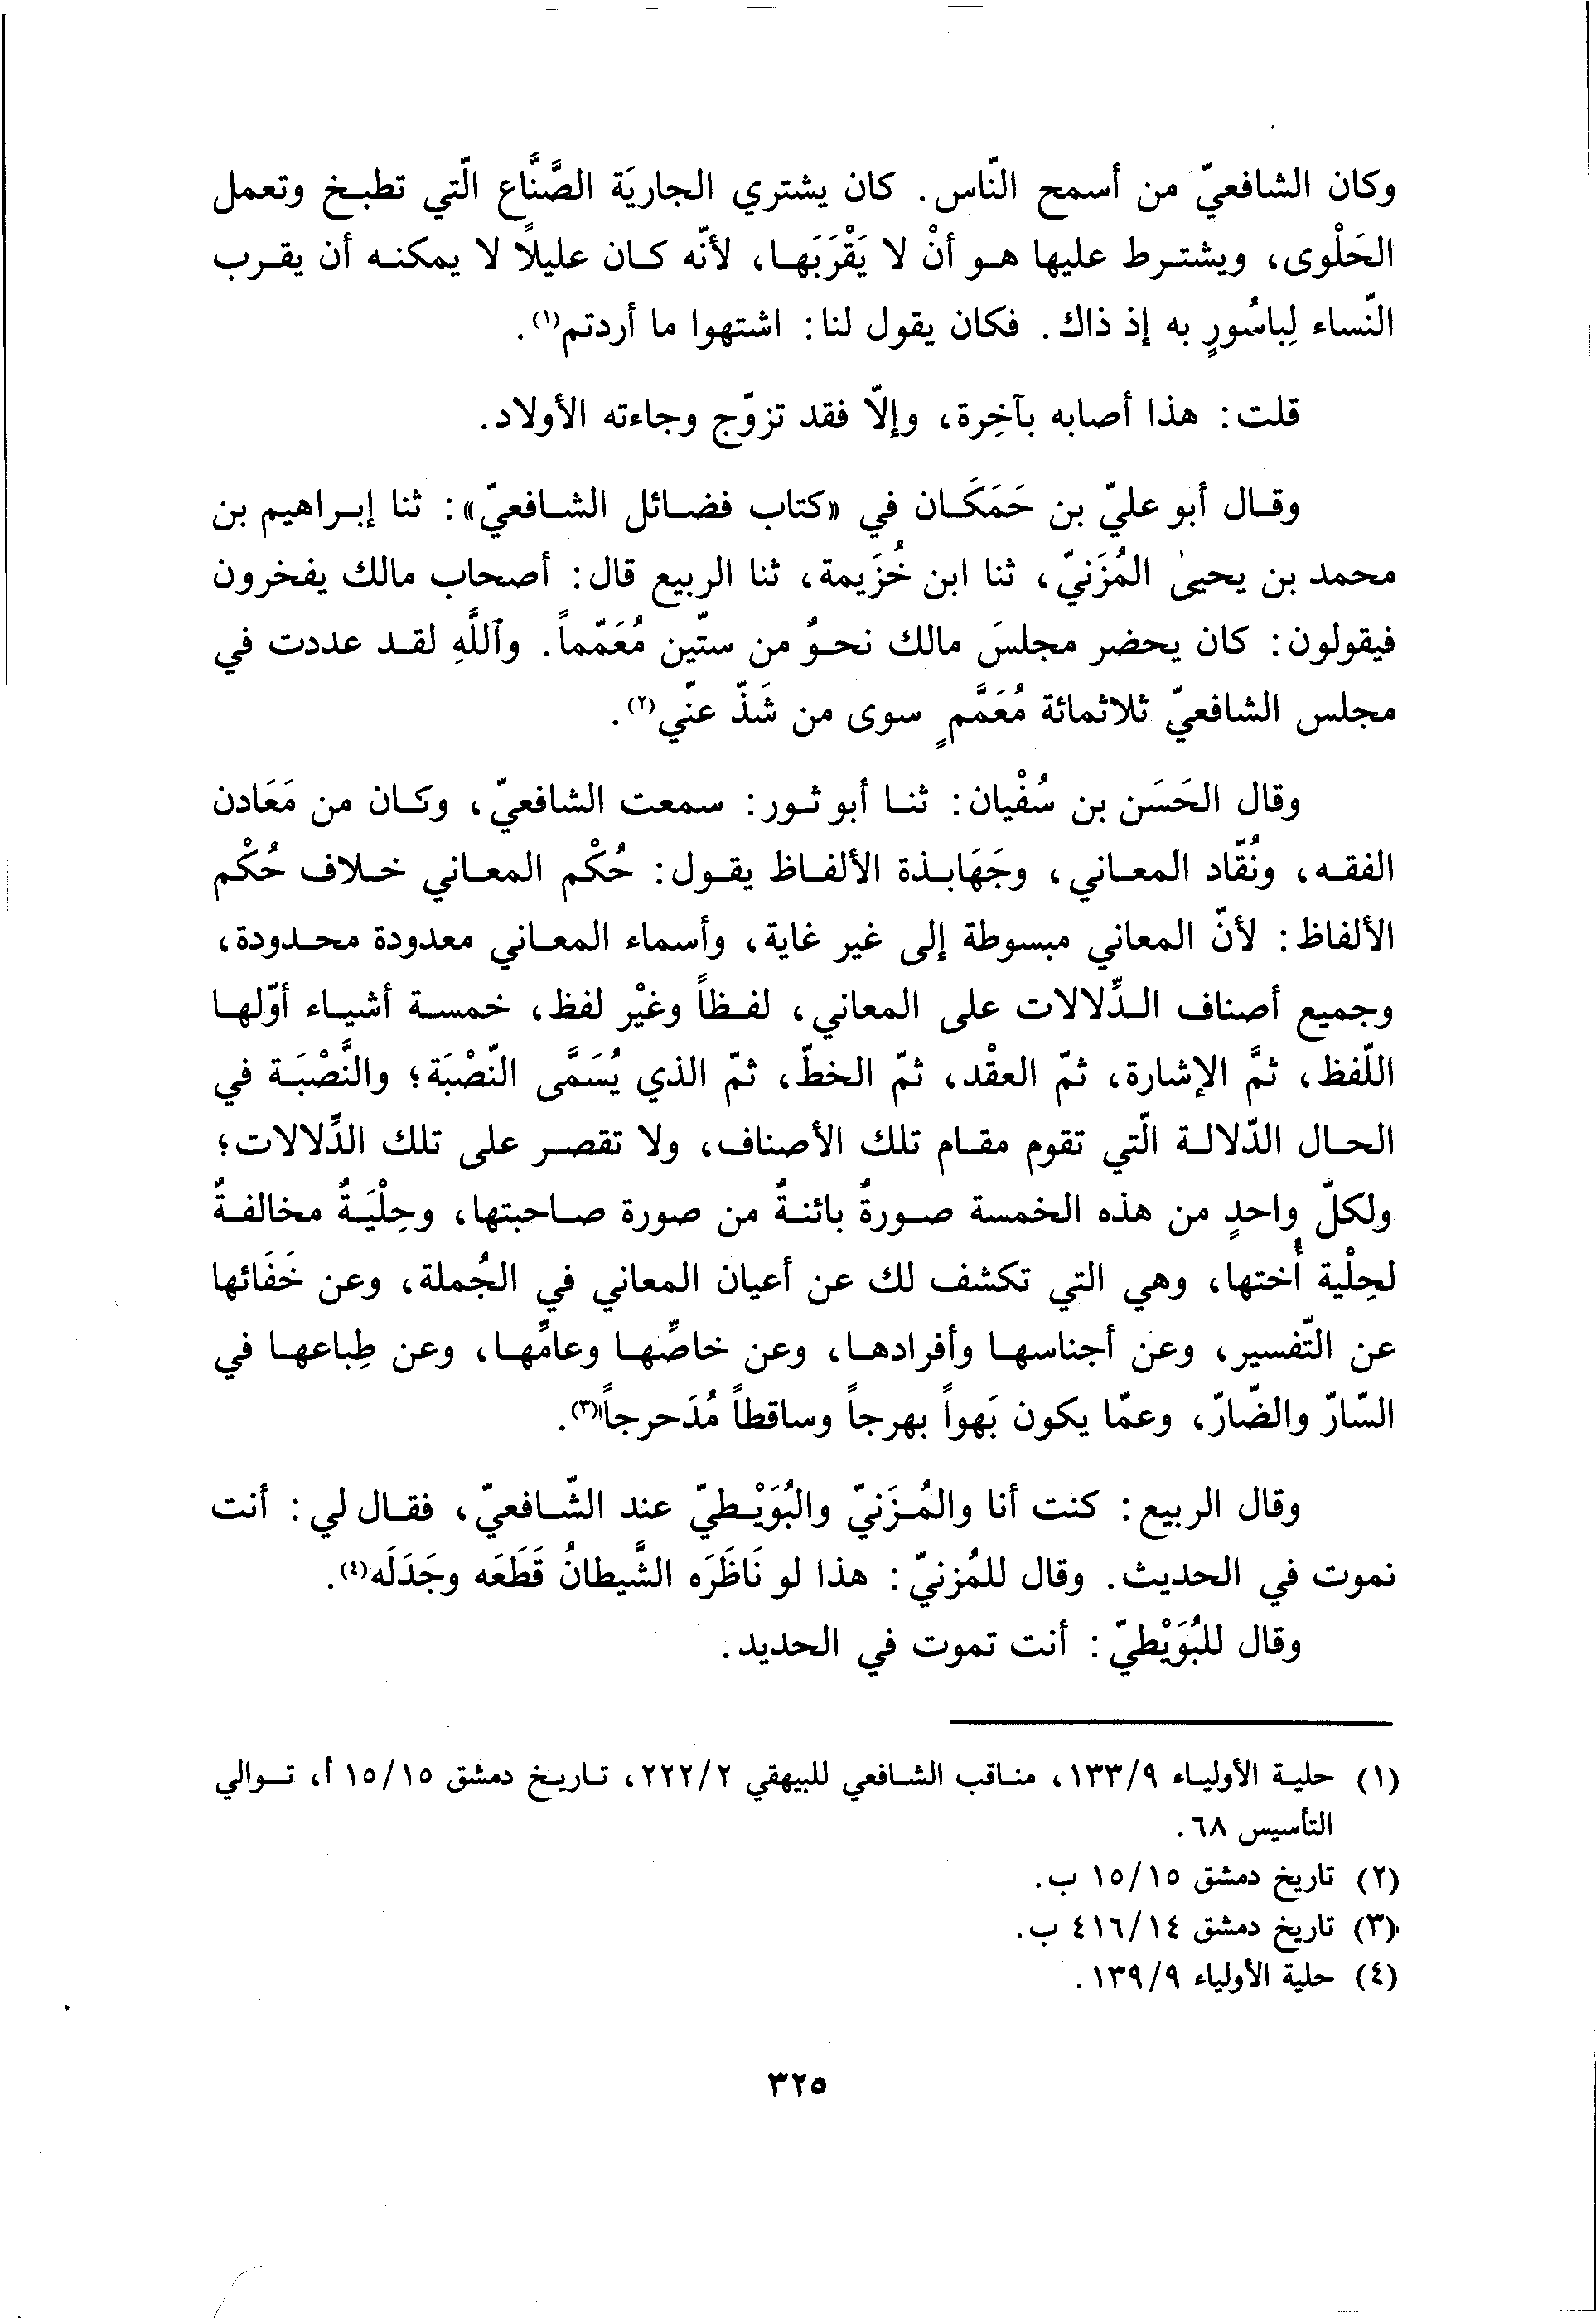 وكان الشافعيّ من أسمح النّاس. كان يشتري الجاريَة الصَّنَّاع الّتي تطبخ وتعمل
الحَلْوى، ويشترط عليها هو أنْ لا يَقْرَبَها، لأنّه كان عليلاً لا يمكنه أن يقرب
النّساء لِباسُورٍ به إذ ذاك. فكان يقول لنا: اشتهوا ما أردتم(١).
قلت: هذا أصابه بآخِرة، وإلّا فقد تزوّج وجاءته الأولاد.
وقال أبو عليّ بن حَمَكَان في «كتاب فضائل الشافعيّ»: ثنا إبراهيم بن
محمد بن يحيىٰ المُزَنيّ، ثنا ابن خُزَيمة، ثنا الربيع قال: أصحاب مالك يفخرون
فيقولون: كان يحضر مجلسَ مالك نحوٌ من ستّين مُعَمّماً. وٱللَّهِ لقد عددت في
مجلس الشافعيّ ثلاثمائة مُعَمَّمٍ سوى من شَذّ عنّي(٢).
وقال الحَسَن بن سُفْيان: ثنا أبو ثور: سمعت الشافعيّ، وكان من مَعَادن
الفقه، ونُقّاد المعاني، وجَهَابذة الألفاظ يقول: حُكْم المعاني خلاف حُكْم
الألفاظ: لأنّ المعاني مبسوطة إلى غير غاية، وأسماء المعاني معدودة محدودة،
وجميع أصناف الدِّلالات على المعاني، لفظاً وغيْر لفظ، خمسة أشياء أوّلها
اللّفظ، ثمَّ الإشارة، ثمّ العقْد، ثمّ الخطّ، ثمّ الذي يُسَمَّى النّصْبَة؛ والنَّصْبَة في
الحال الدّلالة الّتي تقوم مقام تلك الأصناف، ولا تقصر على تلك الدِّلالات؛
ولكلّ واحدٍ من هذه الخمسة صورةٌ بائنةٌ من صورة صاحبتها، وحِلْيَةٌ مخالفةٌ
لحِلْية أُختها، وهي التي تكشف لك عن أعيان المعاني في الجُملة، وعن خَفَائها
عن التّفسير، وعن أجناسها وأفرادها، وعن خاصِّها وعامِّها، وعن طِباعها في
السّارّ والضّارّ، وعمّا يكون بَهواً بهرجاً وساقطاً مُدَحرجاً(٣).
وقال الربيع: كنت أنا والمُزَنيّ والبُوَيْطيّ عند الشّافعيّ، فقال لي: أنت
نموت في الحديث. وقال للمُزنيّ: هذا لو نَاظَرَه الشَّيطانُ قَطَعَه وجَدَلَه(٤).
وقال للبُوَيْطيّ: أنت تموت في الحديد.
(١) حلية الأولياء ١٣٣/٩، مناقب الشافعي للبيهقي ٢٢٢/٢، تاريخ دمشق ١٥/١٥ أ، توالي
التأسيس ٦٨.
(٢) تاريخ دمشق ١٥/١٥ ب.
(٣) تاريخ دمشق ٤١٦/١٤ ب.
(٤) حلية الأولياء ١٣٩/٩.
٣٢٥